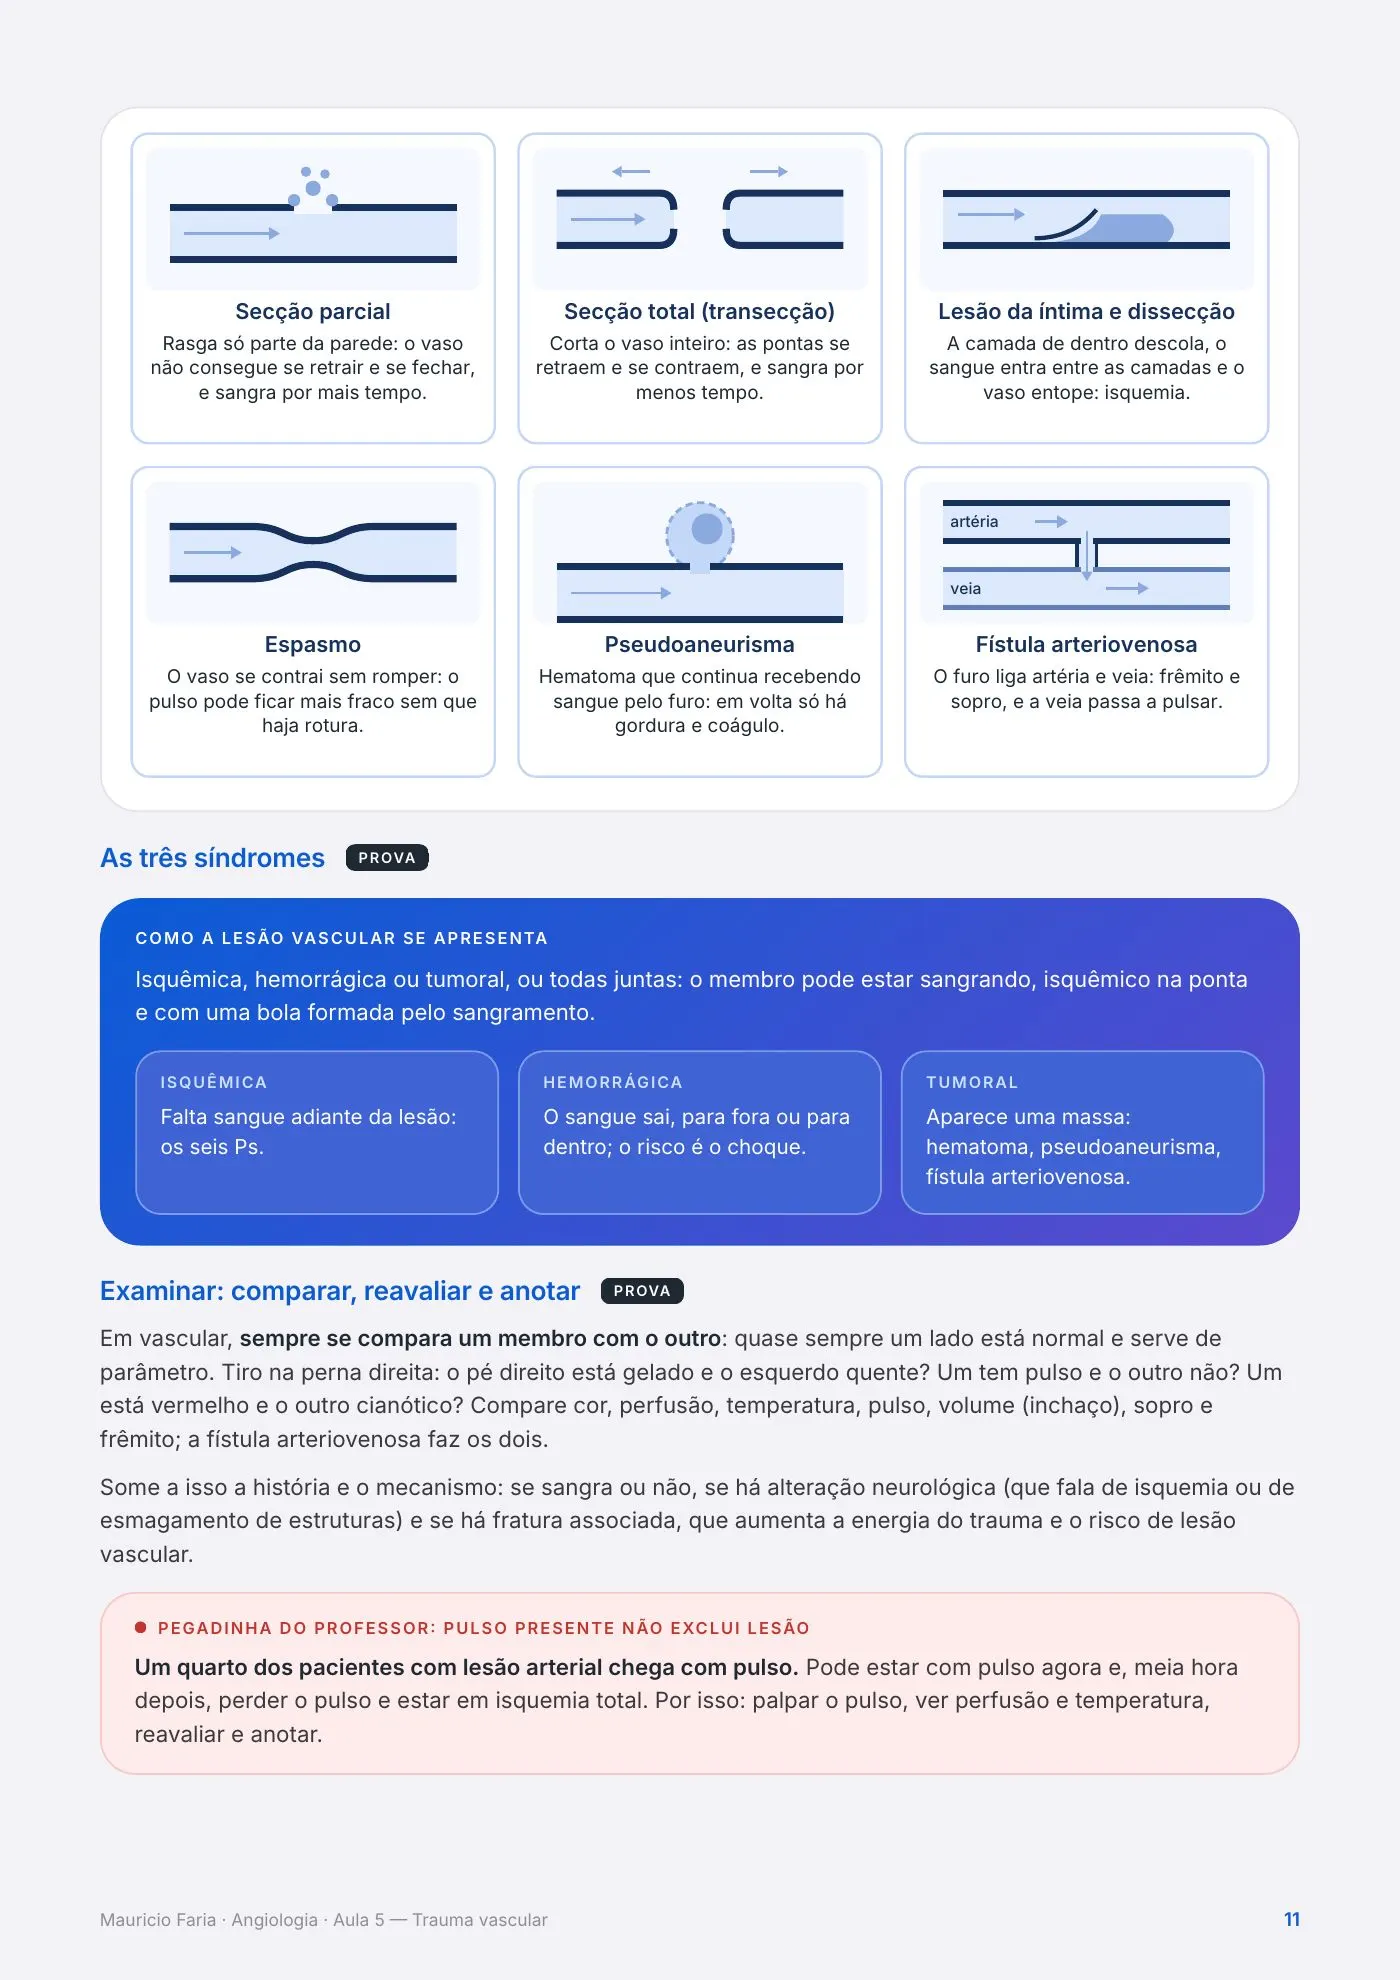 Secção parcial
Rasga só parte da parede: o vaso
não consegue se retrair e se fechar,
e sangra por mais tempo.
Secção total (transecção)
Corta o vaso inteiro: as pontas se
retraem e se contraem, e sangra por
menos tempo.
Lesão da íntima e dissecção
A camada de dentro descola, o
sangue entra entre as camadas e o
vaso entope: isquemia.
Espasmo
O vaso se contrai sem romper: o
pulso pode ficar mais fraco sem que
haja rotura.
Pseudoaneurisma
Hematoma que continua recebendo
sangue pelo furo: em volta só há
gordura e coágulo.
artéria
veia
Fístula arteriovenosa
O furo liga artéria e veia: frêmito e
sopro, e a veia passa a pulsar.
As três síndromes PROVA
COMO A LESÃO VASCULAR SE APRESENTA
Isquêmica, hemorrágica ou tumoral, ou todas juntas: o membro pode estar sangrando, isquêmico na ponta
e com uma bola formada pelo sangramento.
ISQUÊMICA
Falta sangue adiante da lesão:
os seis Ps.
HEMORRÁGICA
O sangue sai, para fora ou para
dentro; o risco é o choque.
TUMORAL
Aparece uma massa:
hematoma, pseudoaneurisma,
fístula arteriovenosa.
Examinar: comparar, reavaliar e anotar PROVA
Em vascular, sempre se compara um membro com o outro: quase sempre um lado está normal e serve de
parâmetro. Tiro na perna direita: o pé direito está gelado e o esquerdo quente? Um tem pulso e o outro não? Um
está vermelho e o outro cianótico? Compare cor, perfusão, temperatura, pulso, volume (inchaço), sopro e
frêmito; a fístula arteriovenosa faz os dois.
Some a isso a história e o mecanismo: se sangra ou não, se há alteração neurológica (que fala de isquemia ou de
esmagamento de estruturas) e se há fratura associada, que aumenta a energia do trauma e o risco de lesão
vascular.
PEGADINHA DO PROFESSOR: PULSO PRESENTE NÃO EXCLUI LESÃO
Um quarto dos pacientes com lesão arterial chega com pulso. Pode estar com pulso agora e, meia hora
depois, perder o pulso e estar em isquemia total. Por isso: palpar o pulso, ver perfusão e temperatura,
reavaliar e anotar.
Mauricio Faria · Angiologia · Aula 5 — Trauma vascular
11